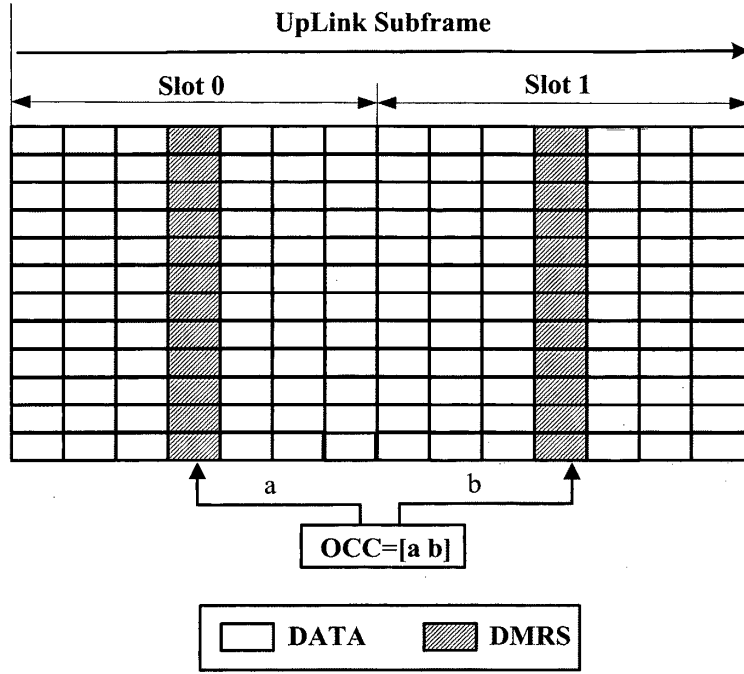 UpLink Subframe
Slot 0
Slot 1
a
b
OCC=[a b]
DATA
DMRS